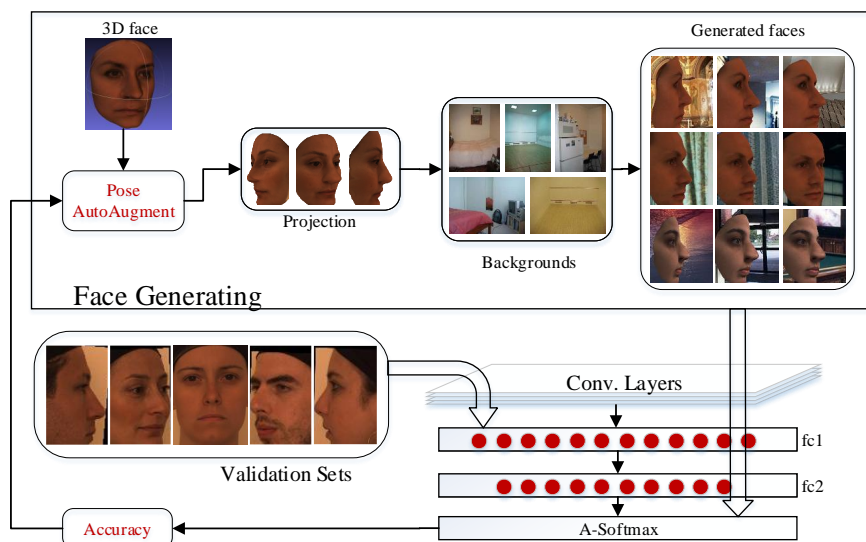 3D face
Generated faces
Pose
AutoAugment
Projection
Backgrounds
Face Generating
Conv. Layers
fc1
Validation Sets
fc2
Accuracy
A-Softmax